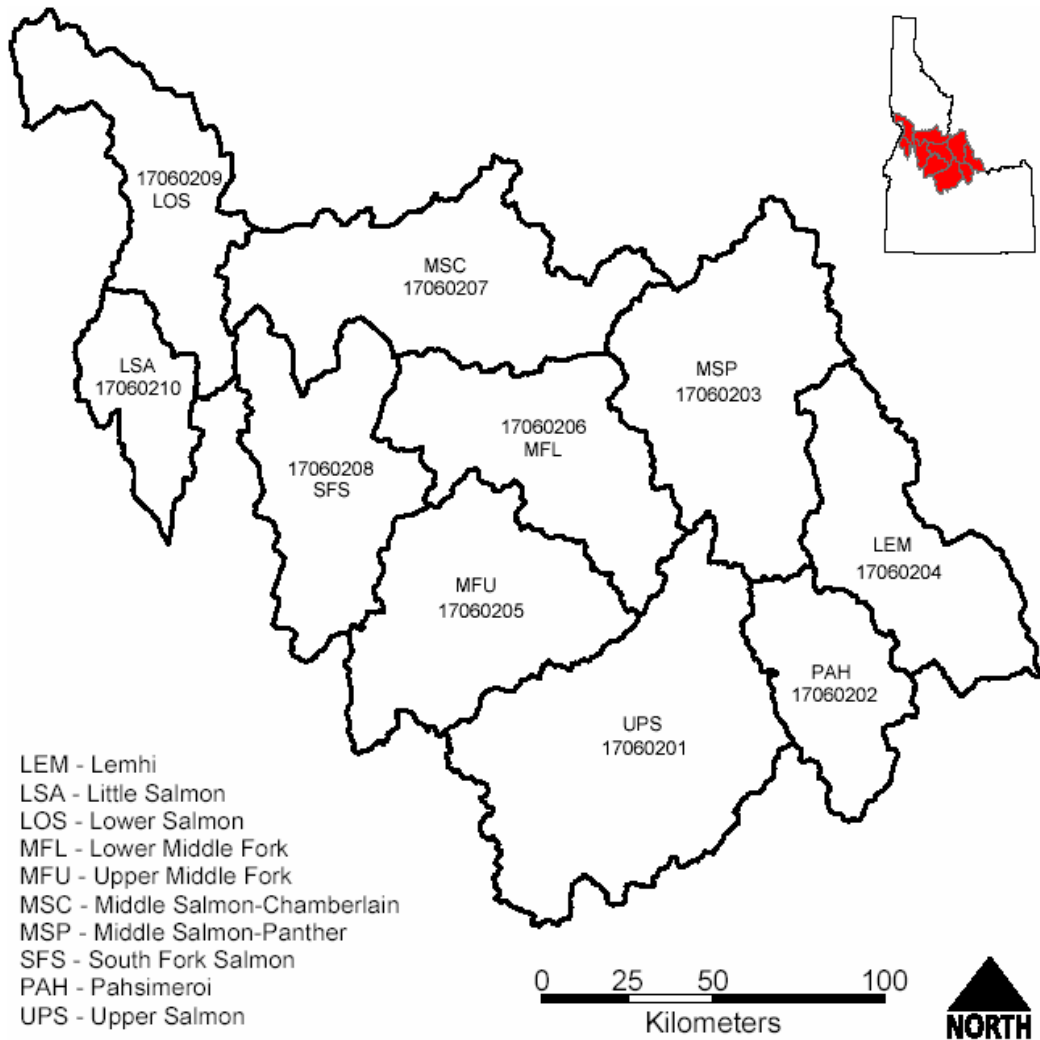 17060209
LOS
MSC
17060207
LSA
17060210
MSP
17060203
17060206
MFL
17060208
SFS
LEM
17060204
MFU
17060205
PAH
17060202
UPS
17060201
LEM - Lemhi
LSA - Little Salmon
LOS - Lower Salmon
MFL - Lower Middle Fork
MFU - Upper Middle Fork
MSC - Middle Salmon-Chamberlain
MSP - Middle Salmon-Panther
SFS - South Fork Salmon
PAH - Pahsimeroi
UPS - Upper Salmon
0 25 50 100
Kilometers
NORTH